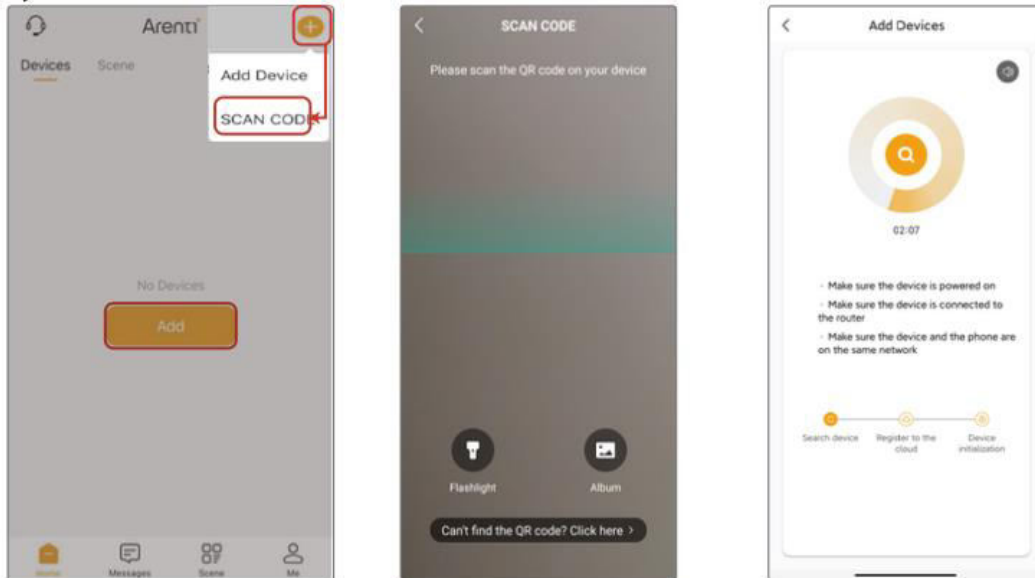 Arenti
Devices Scene
Add Device
SCAN CODE
No Devices
Add
Home Messages Scene Me
SCAN CODE
Please scan the QR code on your device
Flashlight Album
Can't find the QR code? Click here >
Add Devices
02:07
Make sure the device is powered on
Make sure the device is connected to
the router
Make sure the device and the phone are
on the same network
Search device Register to the Device
cloud initialization